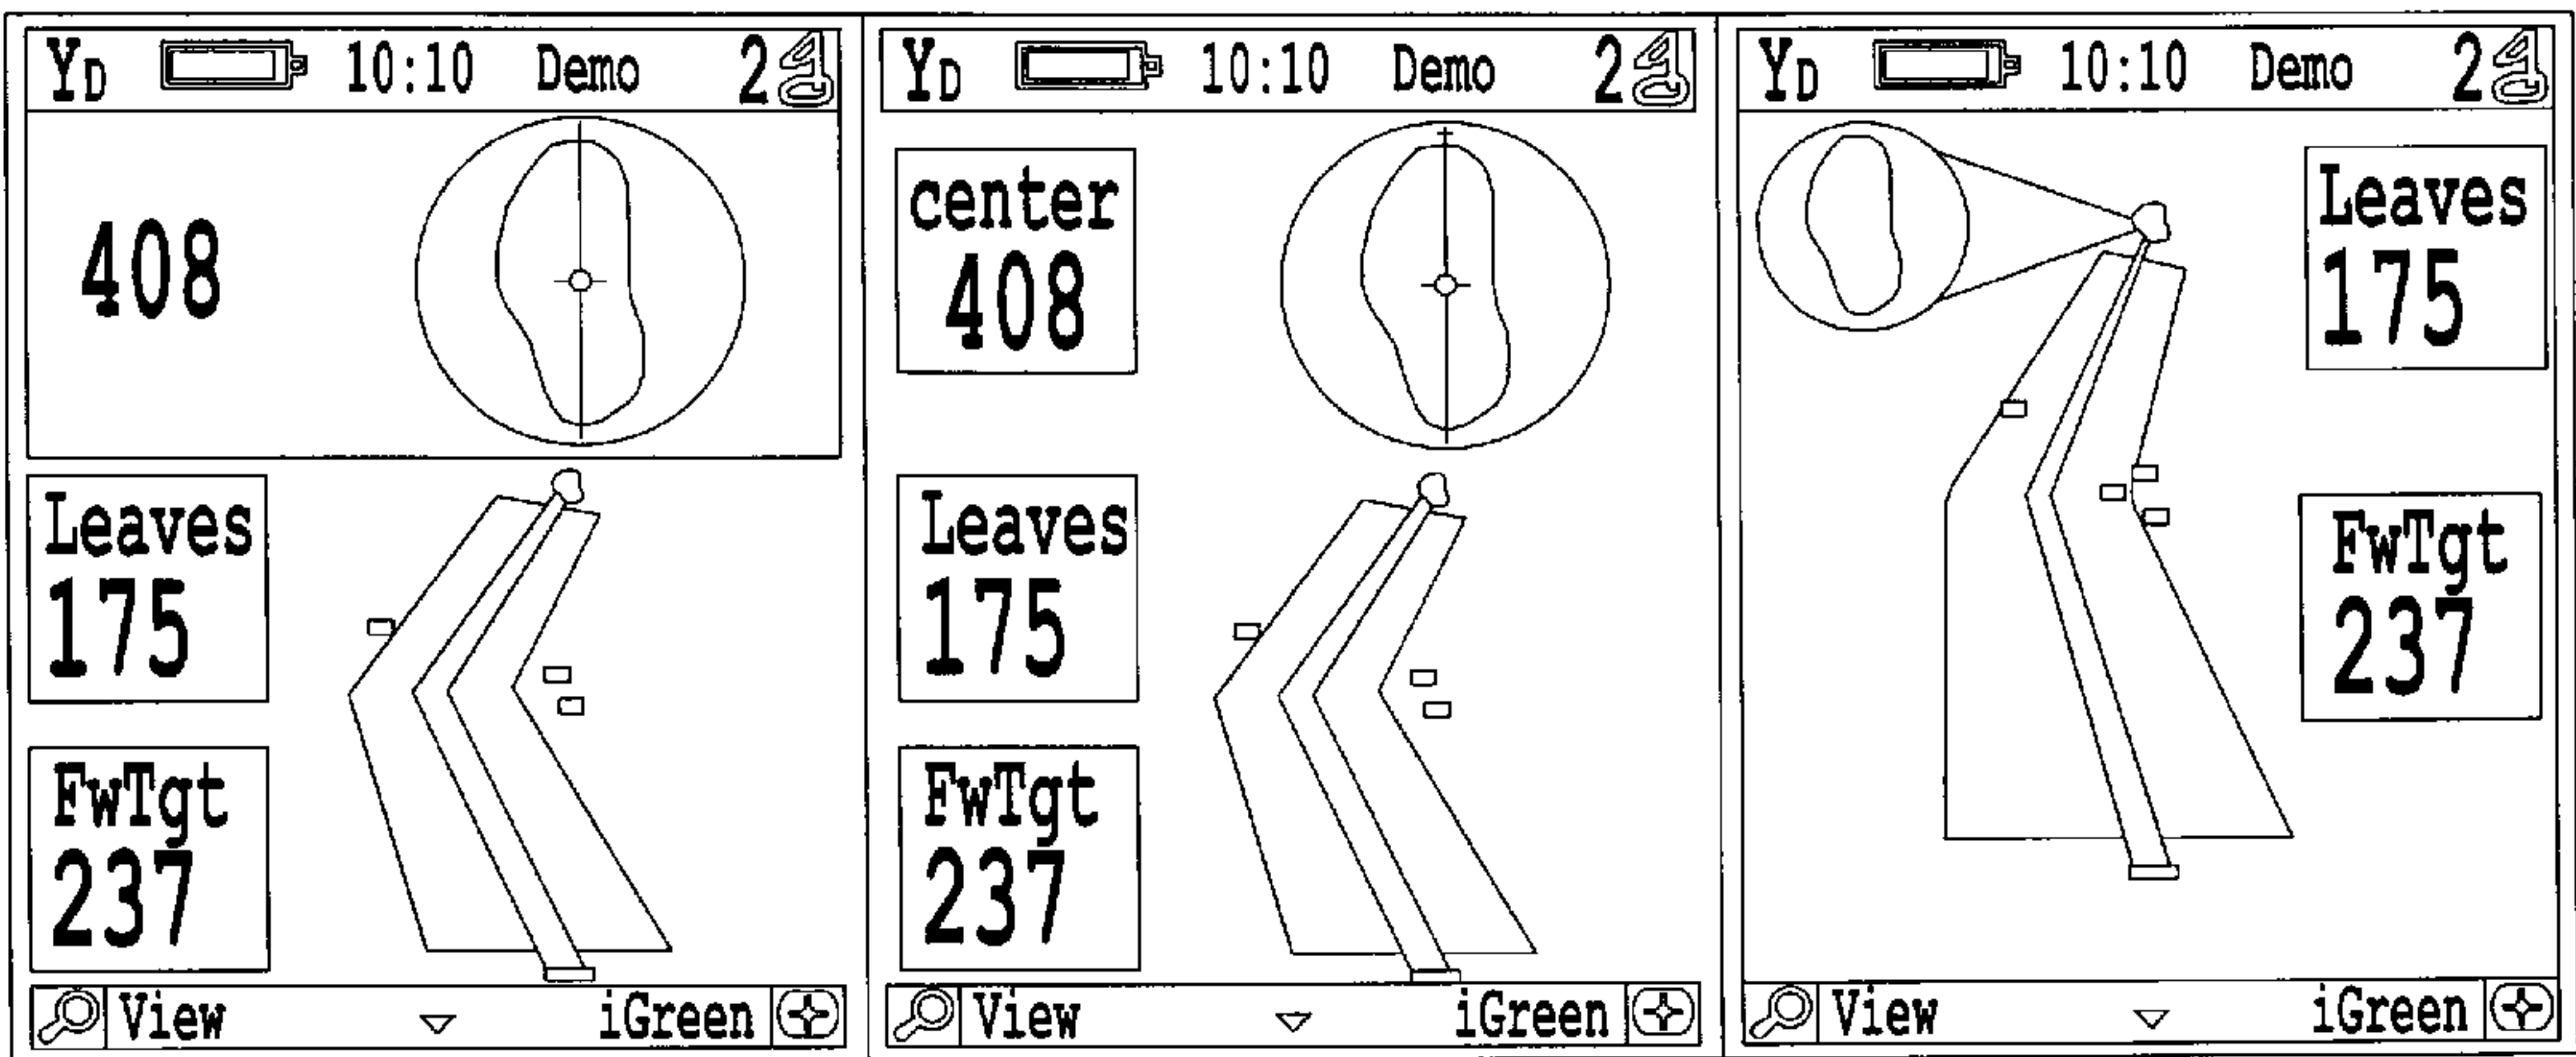 YD 10:10 Demo 2
408
Leaves
175
FwTgt
237
View iGreen
YD 10:10 Demo 2
center
408
Leaves
175
FwTgt
237
View iGreen
YD 10:10 Demo 2
Leaves
175
FwTgt
237
View iGreen